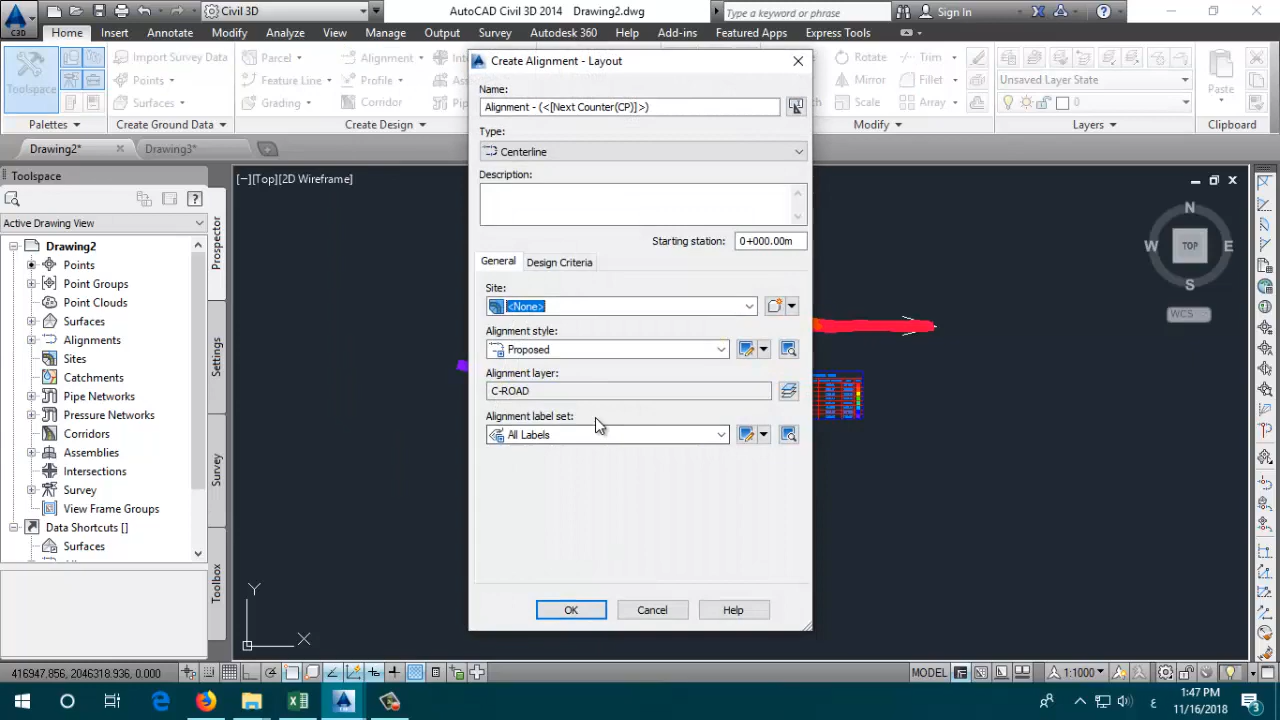 Civil 3D
AutoCAD Civil 3D 2014 Drawing2.dwg
Type a keyword or phrase
Sign In
C3D
Home Insert Annotate Modify Analyze View Manage Output Survey Autodesk 360 Help Add-ins Featured Apps Express Tools
Toolspace
Import Survey Data
Points
Surfaces
Parcel
Feature Line
Grading
Alignment
Profile
Corridor
Rotate
Mirror
Scale
Fillet
Array
Unsaved Layer State
0
Paste
Palettes
Create Ground Data
Create Design
Modify
Layers
Clipboard
Drawing2*
Drawing3*
Toolspace
Active Drawing View
Drawing2
Points
Point Groups
Point Clouds
Surfaces
Alignments
Sites
Catchments
Pipe Networks
Pressure Networks
Corridors
Assemblies
Intersections
Survey
View Frame Groups
Data Shortcuts []
Surfaces
Prospector
Settings
Survey
Toolbox
[−][Top][2D Wireframe]
Create Alignment - Layout
Name:
Alignment - (<[Next Counter(CP)]>)
Type:
Centerline
Description:
Starting station:
0+000.00m
General
Design Criteria
Site:
<None>
Alignment style:
Proposed
Alignment layer:
C-ROAD
Alignment label set:
All Labels
OK
Cancel
Help
N
W
TOP
E
S
WCS
Y
X
416947.856, 2046318.893, 0.000
MODEL
1:1000
1:47 PM
11/16/2018
ع
3